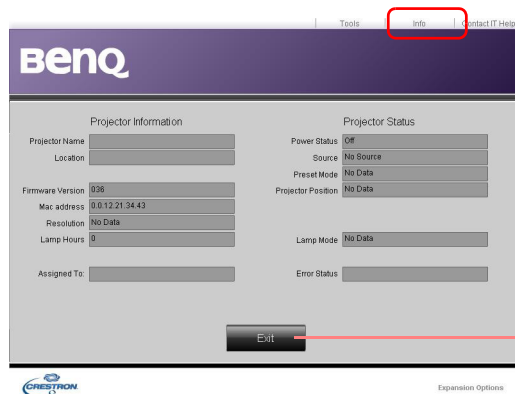 Tools Info Contact IT Help
BenQ
Projector Information
Projector Name
Location
Firmware Version 036
Mac address 0.0.12.21.34.43
Resolution No Data
Lamp Hours 0
Assigned To:
Projector Status
Power Status Off
Source No Source
Preset Mode No Data
Projector Position No Data
Lamp Mode No Data
Error Status
Exit
CRESTRON
Expansion Options